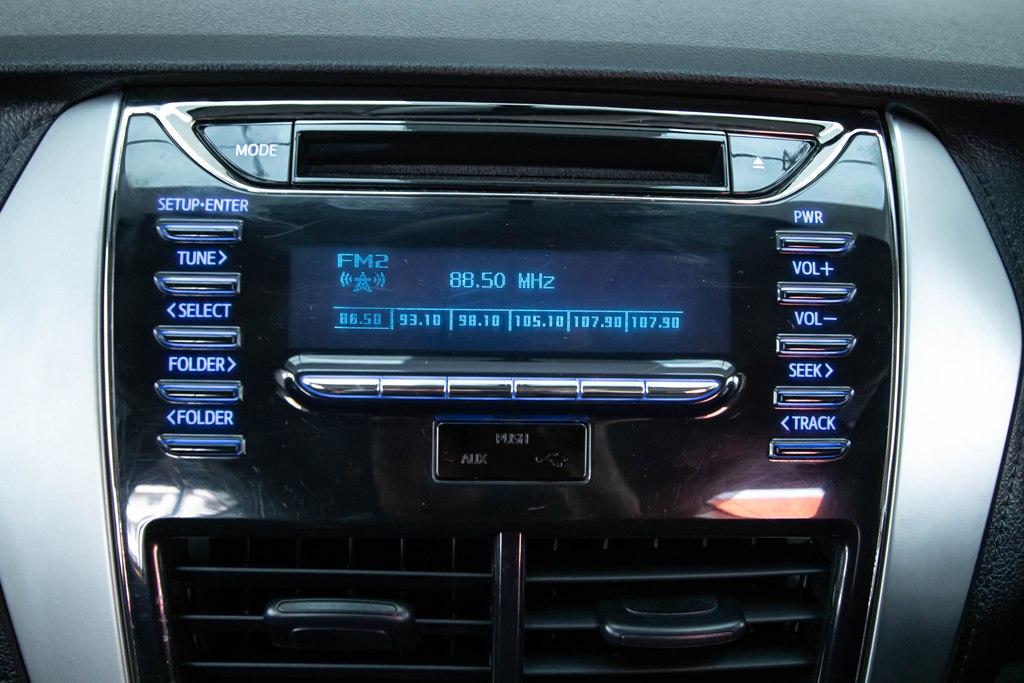 MODE
SETUP•ENTER
TUNE>
<SELECT
FOLDER>
<FOLDER
FM2
88.50 MHz
88.50 93.10 98.10 105.10 107.90 107.90
PUSH
AUX
PWR
VOL+
VOL−
SEEK>
<TRACK